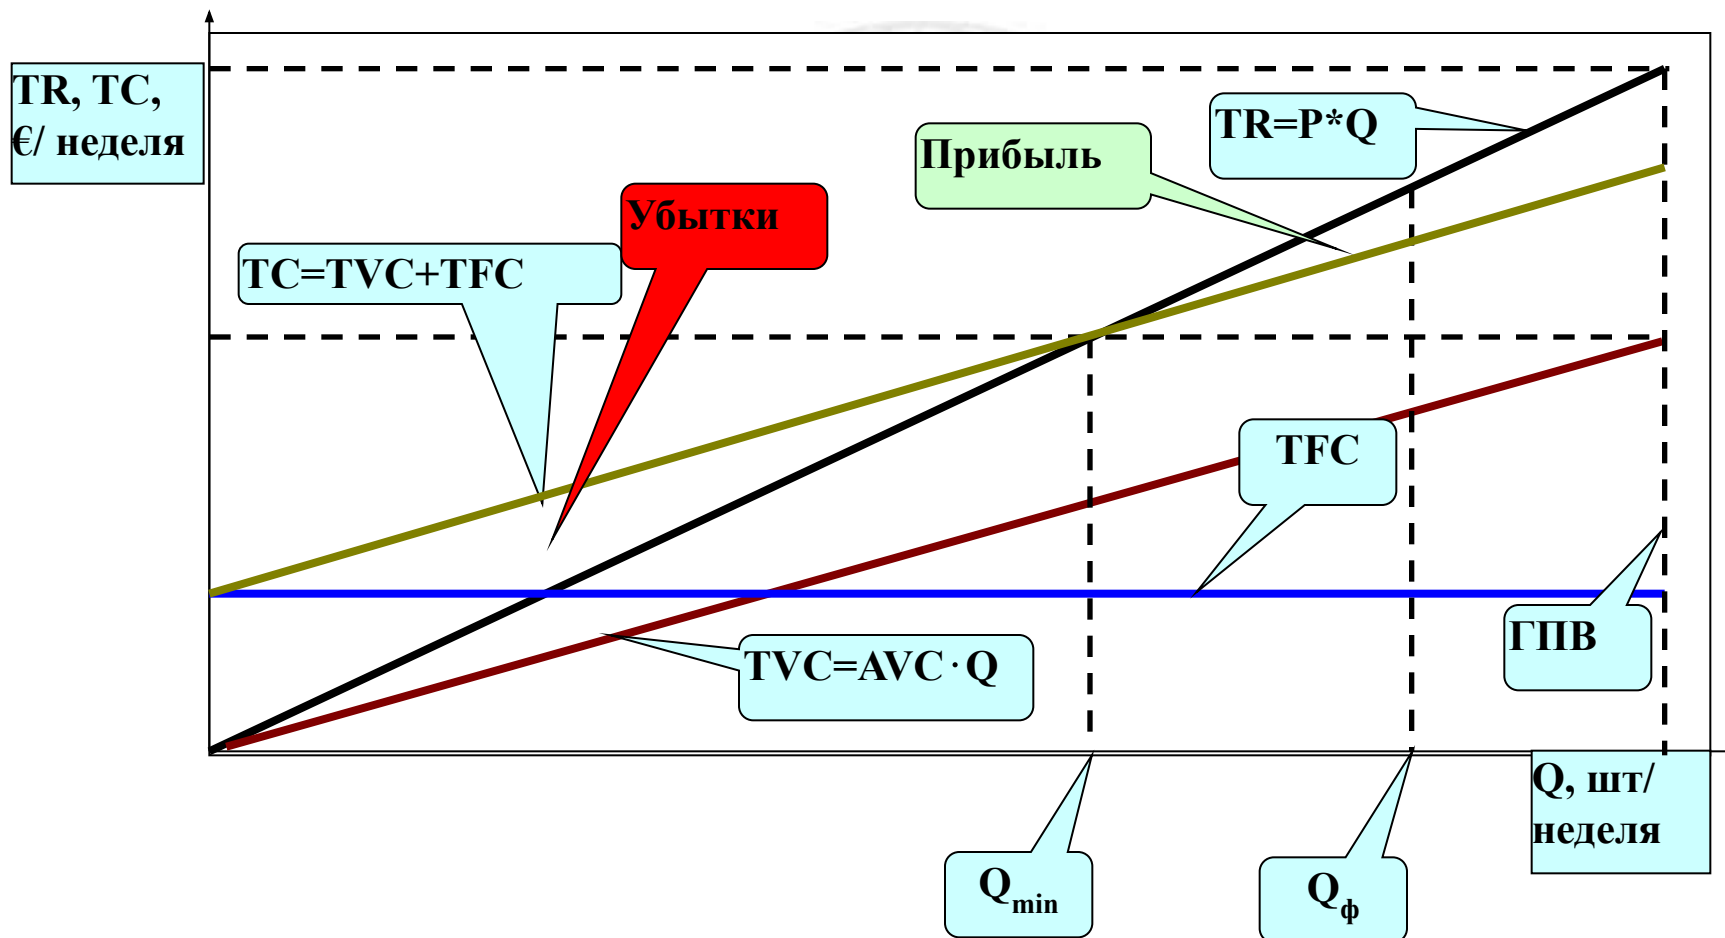 TR, TC,
€/ неделя
TR=P*Q
Прибыль
Убытки
TC=TVC+TFC
TFC
ГПВ
TVC=AVC·Q
Q, шт/
неделя
Qmin
Qф